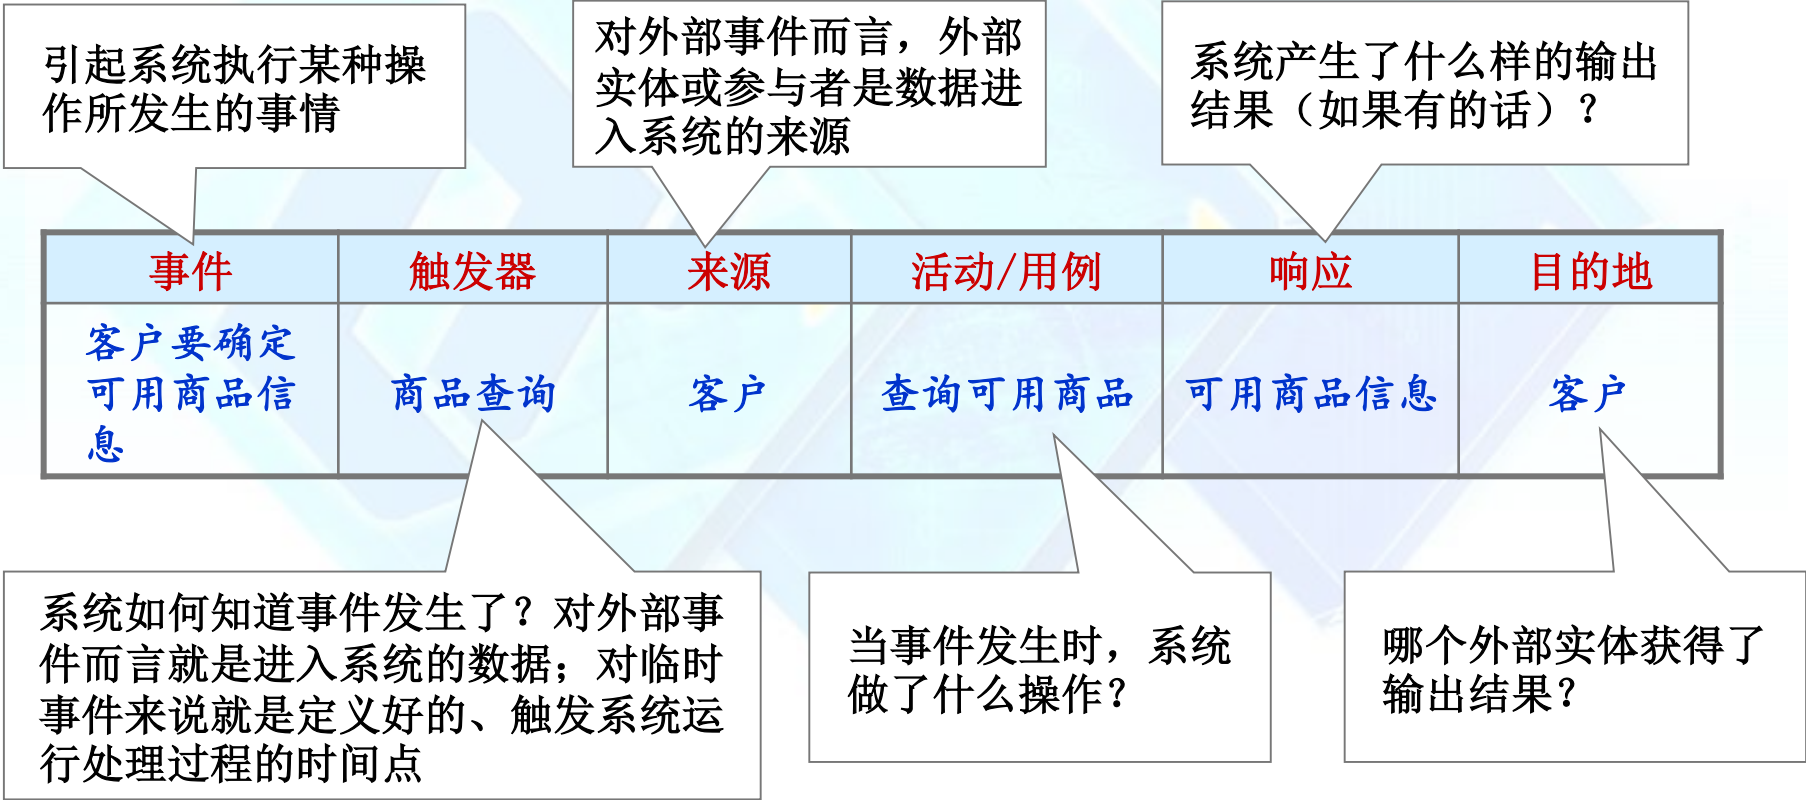 引起系统执行某种操
作所发生的事情
对外部事件而言，外部
实体或参与者是数据进
入系统的来源
系统产生了什么样的输出
结果（如果有的话）？
事件
触发器
来源
活动/用例
响应
目的地
客户要确定
可用商品信
息
商品查询
客户
查询可用商品
可用商品信息
客户
系统如何知道事件发生了？对外部事
件而言就是进入系统的数据；对临时
事件来说就是定义好的、触发系统运
行处理过程的时间点
当事件发生时，系统
做了什么操作？
哪个外部实体获得了
输出结果？